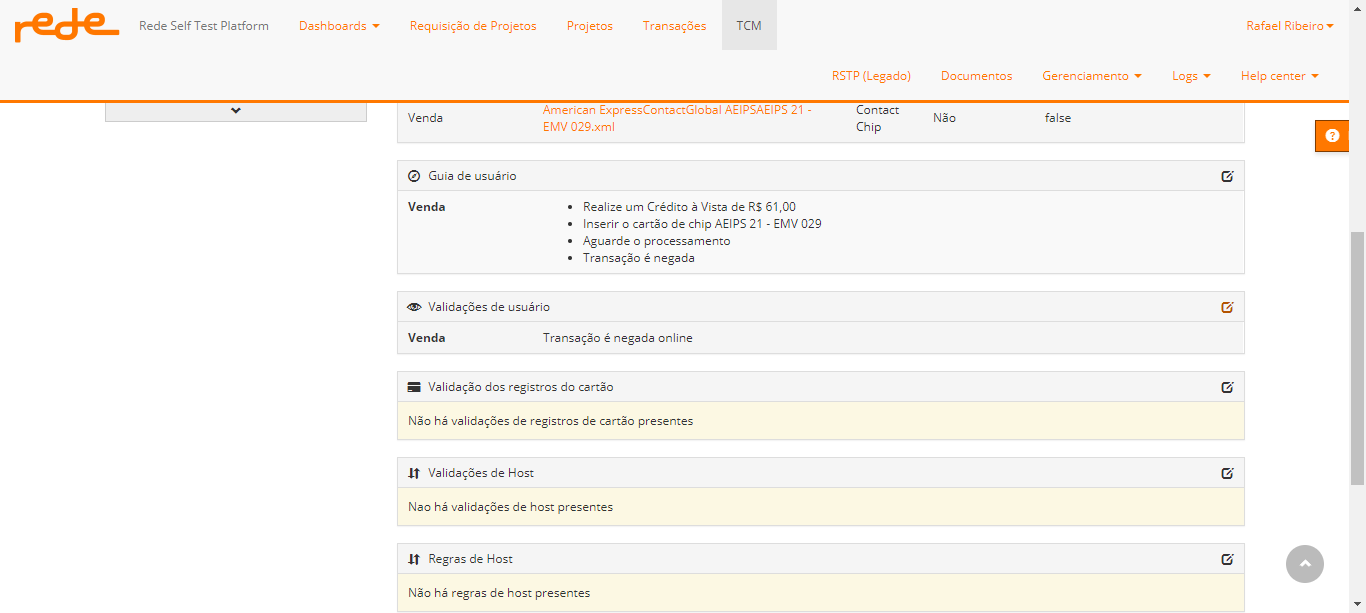 rede Rede Self Test Platform Dashboards Requisição de Projetos Projetos Transações TCM Rafael Ribeiro
RSTP (Legado) Documentos Gerenciamento Logs Help center
Venda American ExpressContactGlobal AEIPSAEIPS 21 - EMV 029.xml Contact Chip Não false
Guia de usuário
Venda
Realize um Crédito à Vista de R$ 61,00
Inserir o cartão de chip AEIPS 21 - EMV 029
Aguarde o processamento
Transação é negada
Validações de usuário
Venda Transação é negada online
Validação dos registros do cartão
Não há validações de registros de cartão presentes
Validações de Host
Nao há validações de host presentes
Regras de Host
Não há regras de host presentes